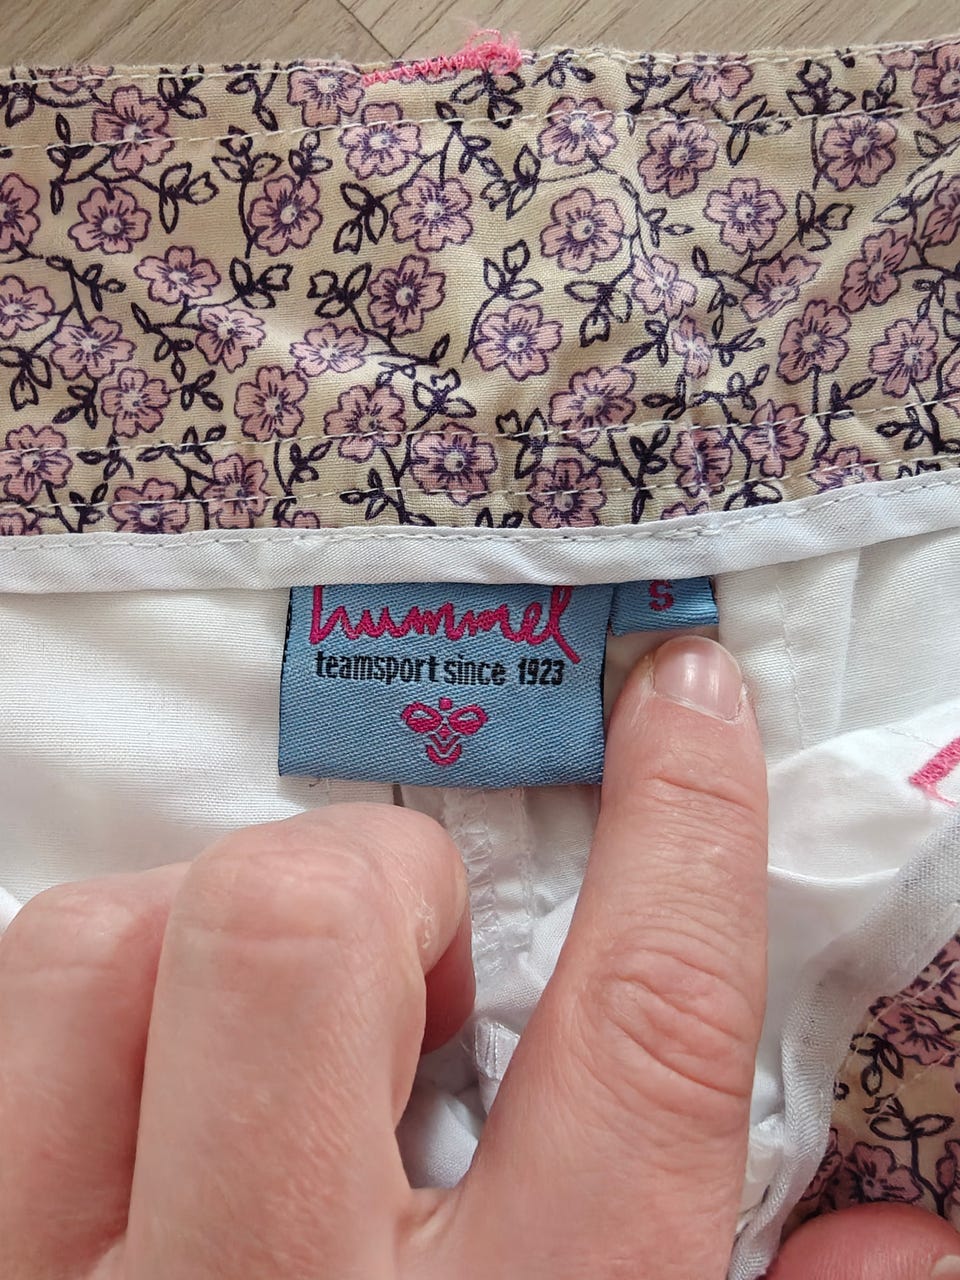 hummel
S
teamsport since 1923